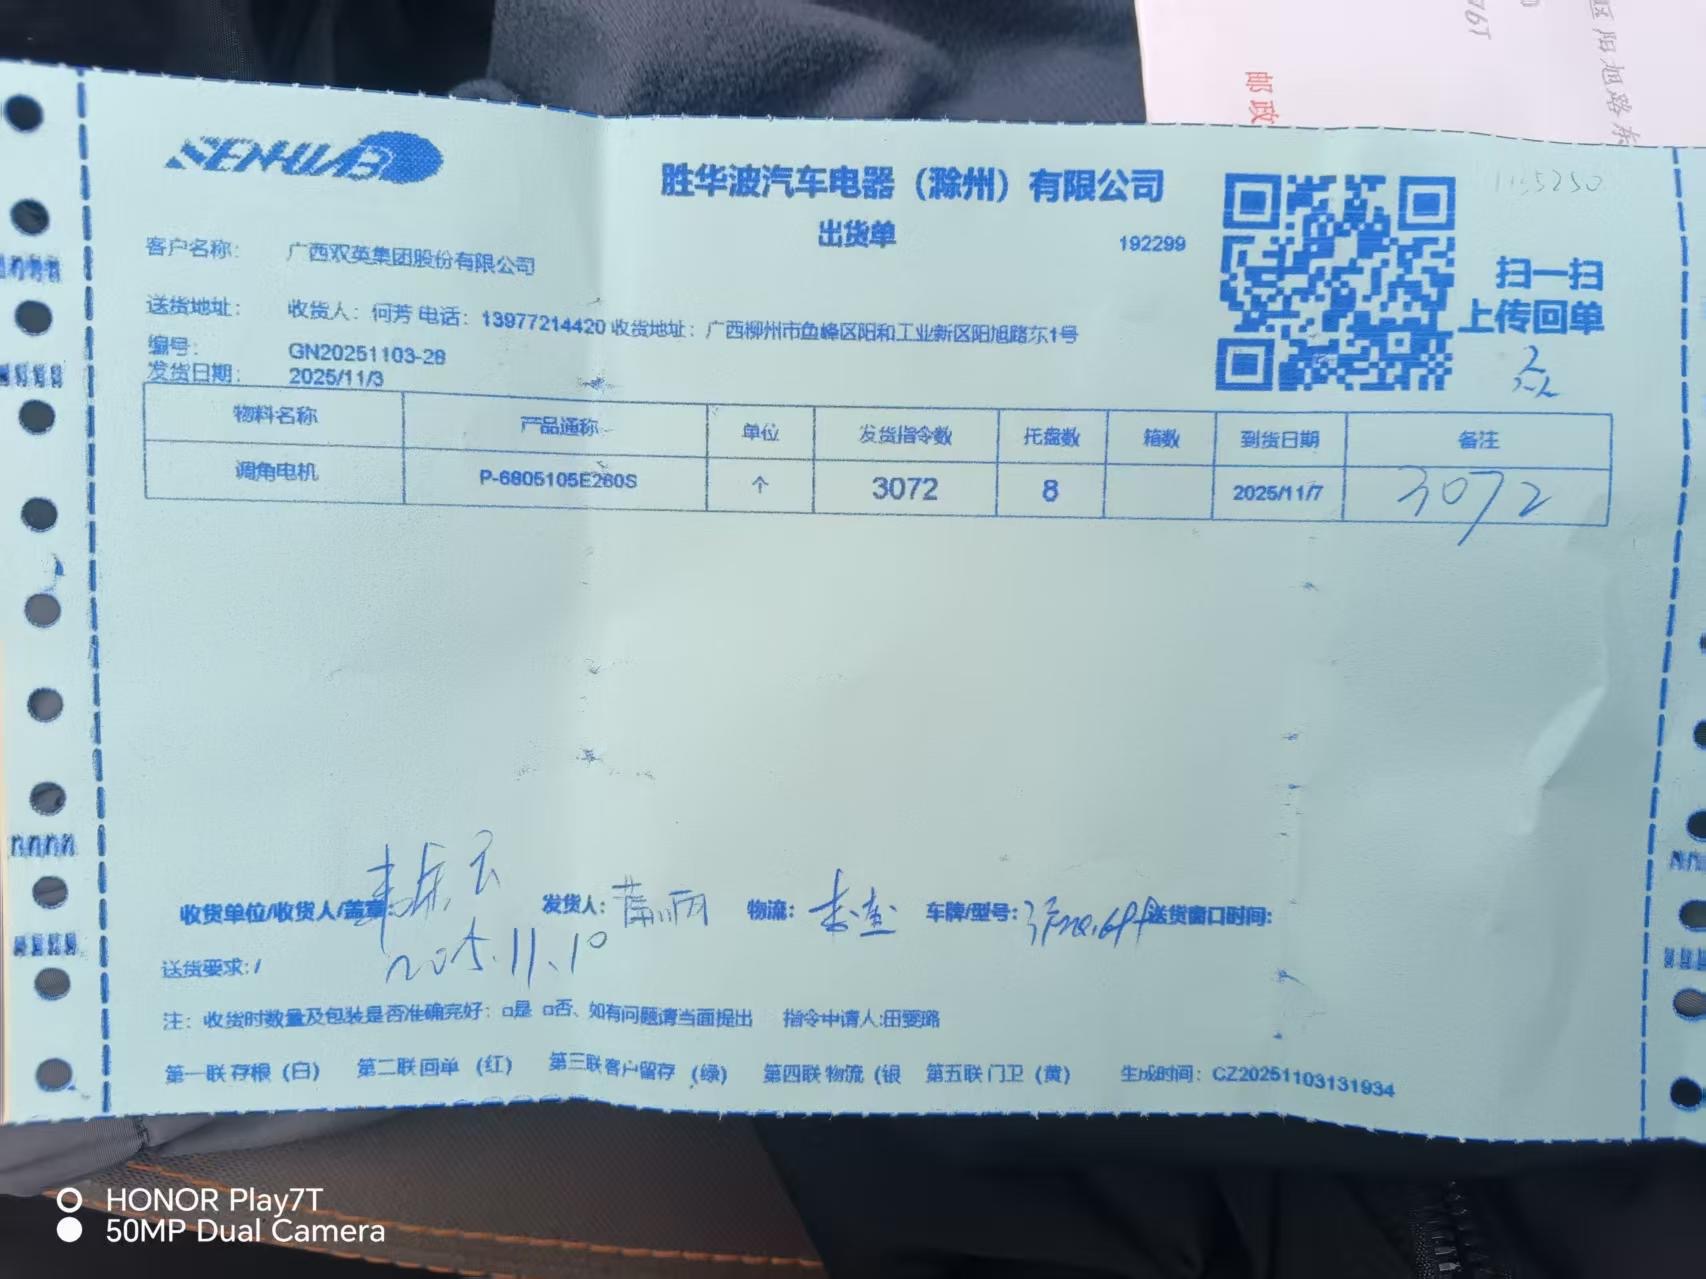 SENHUAB
胜华波汽车电器（滁州）有限公司
出货单
192299
扫一扫
上传回单
客户名称： 广西双英集团股份有限公司
送货地址： 收货人：何芳 电话：13977214420 收货地址：广西柳州市鱼峰区阳和工业新区阳旭路东1号
编号： GN20251103-28
发货日期： 2025/11/3
物料名称 产品通称 单位 发货指令数 托盘数 箱数 到货日期 备注
调角电机 P-6805105E260S 个 3072 8 2025/11/7 3072
收货单位/收货人/盖章: 发货人: 物流: 车牌/型号: 送货窗口时间:
2025.11.10
送货要求: /
注：收货时数量及包装是否准确完好：□是 □否、如有问题请当面提出 指令申请人:田雯璐
第一联 存根（白） 第二联 回单（红） 第三联客户留存（绿） 第四联 物流（银 第五联 门卫（黄） 生成时间：CZ20251103131934
邮政
区阳旭路东
HONOR Play7T
50MP Dual Camera